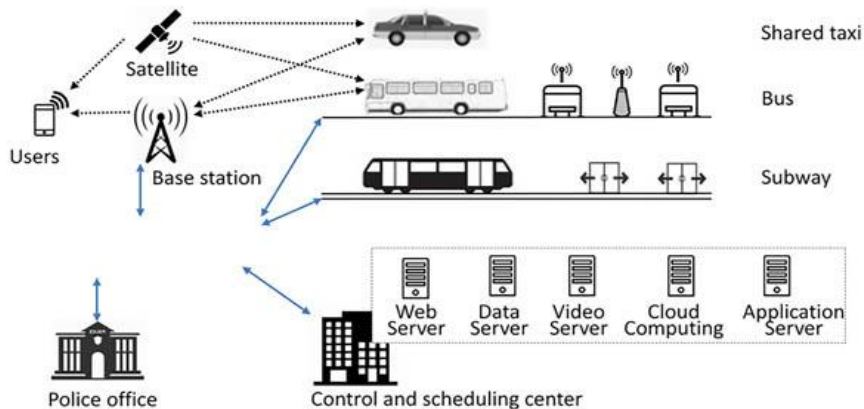 Shared taxi
Satellite
Bus
Users
Base station
Subway
Web
Server
Data
Server
Video
Server
Cloud
Computing
Application
Server
Police office
Control and scheduling center